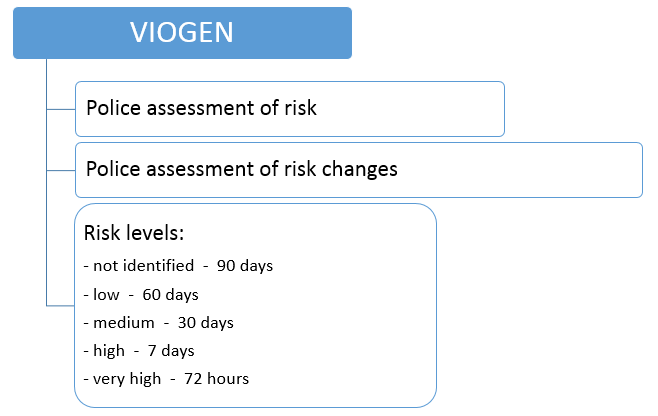 VIOGEN
Police assessment of risk
Police assessment of risk changes
Risk levels:
- not identified - 90 days
- low - 60 days
- medium - 30 days
- high - 7 days
- very high - 72 hours